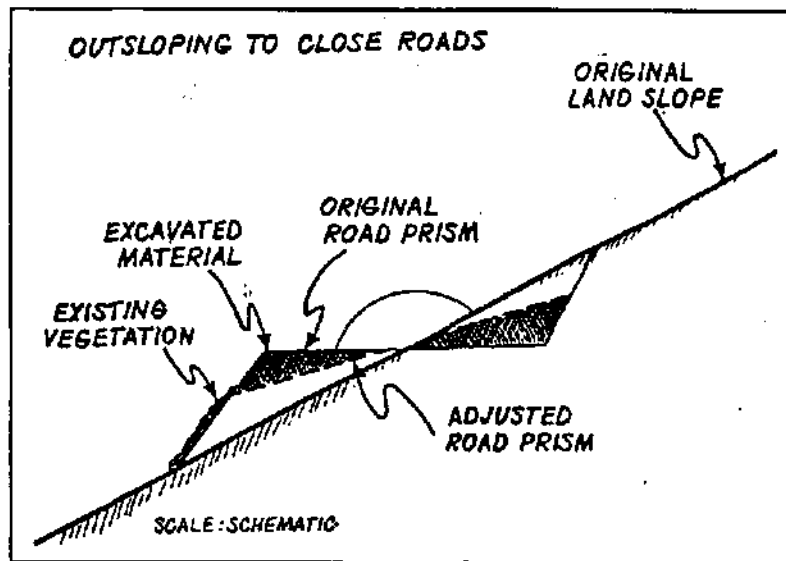 OUTSLOPING TO CLOSE ROADS
ORIGINAL
LAND SLOPE
ORIGINAL
ROAD PRISM
EXCAVATED
MATERIAL
EXISTING
VEGETATION
ADJUSTED
ROAD PRISM
SCALE: SCHEMATIC